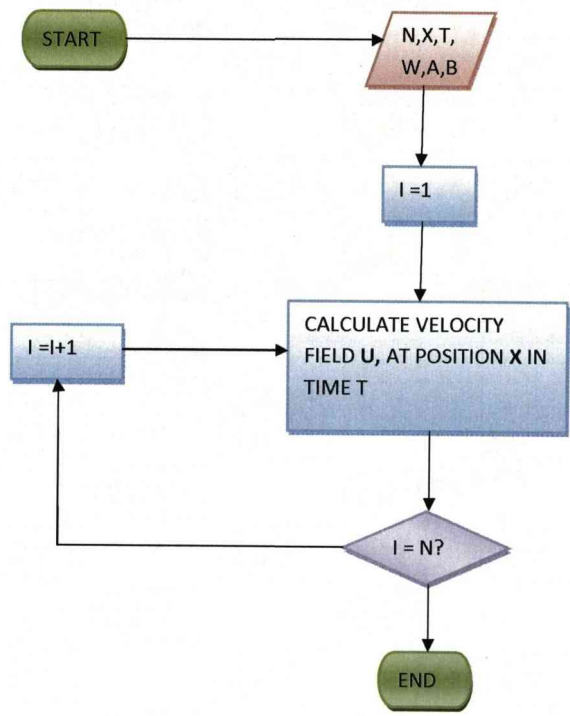 START
N,X,T,
W,A,B
I =1
I =I+1
CALCULATE VELOCITY
FIELD U, AT POSITION X IN
TIME T
I = N?
END